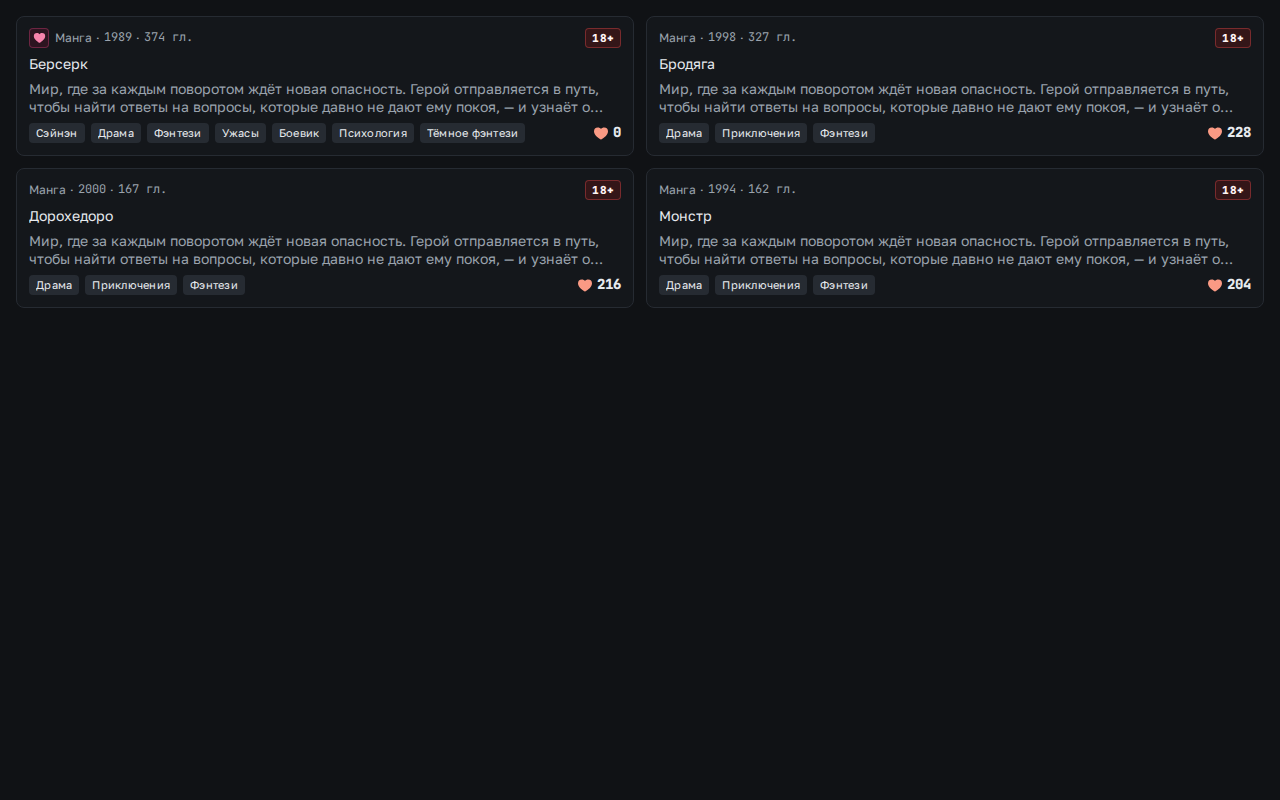 Манга · 1989 · 374 гл.
18+
Берсерк
Мир, где за каждым поворотом ждёт новая опасность. Герой отправляется в путь,
чтобы найти ответы на вопросы, которые давно не дают ему покоя, — и узнаёт о…
Сэйнэн Драма Фэнтези Ужасы Боевик Психология Тёмное фэнтези
0
Манга · 1998 · 327 гл.
18+
Бродяга
Мир, где за каждым поворотом ждёт новая опасность. Герой отправляется в путь,
чтобы найти ответы на вопросы, которые давно не дают ему покоя, — и узнаёт о…
Драма Приключения Фэнтези
228
Манга · 2000 · 167 гл.
18+
Дорохедоро
Мир, где за каждым поворотом ждёт новая опасность. Герой отправляется в путь,
чтобы найти ответы на вопросы, которые давно не дают ему покоя, — и узнаёт о…
Драма Приключения Фэнтези
216
Манга · 1994 · 162 гл.
18+
Монстр
Мир, где за каждым поворотом ждёт новая опасность. Герой отправляется в путь,
чтобы найти ответы на вопросы, которые давно не дают ему покоя, — и узнаёт о…
Драма Приключения Фэнтези
204